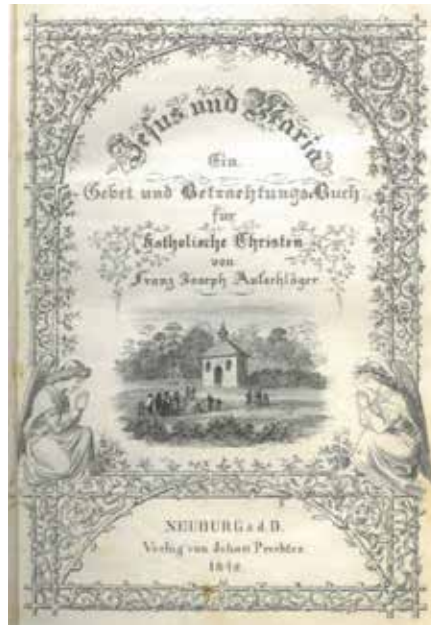 Jesus und Maria
Ein
Gebet und Betrachtungs-Buch
für
katholische Christen
von
Franz Joseph Aufschläger
NEUBURG a. d. D.
Verlag von Johann Prechter